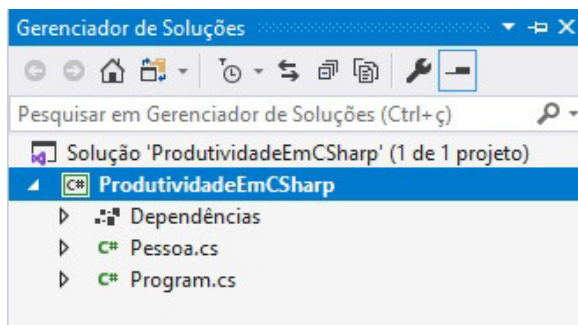 Gerenciador de Soluções
Pesquisar em Gerenciador de Soluções (Ctrl+ç)
Solução 'ProdutividadeEmCSharp' (1 de 1 projeto)
C# ProdutividadeEmCSharp
Dependências
C# Pessoa.cs
C# Program.cs